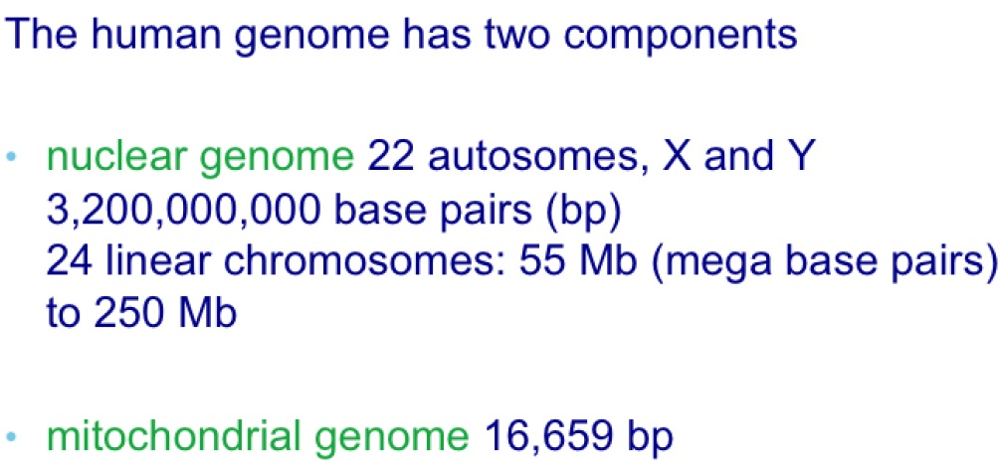 The human genome has two components
• nuclear genome 22 autosomes, X and Y
3,200,000,000 base pairs (bp)
24 linear chromosomes: 55 Mb (mega base pairs)
to 250 Mb
• mitochondrial genome 16,659 bp